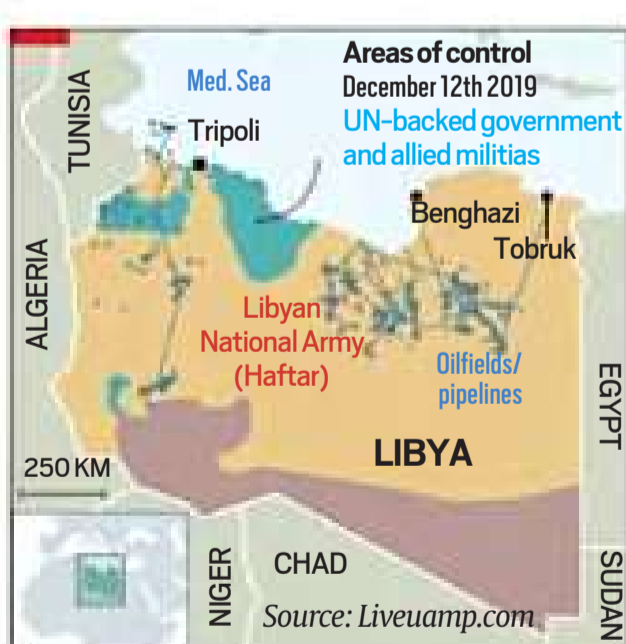 Areas of control
December 12th 2019
UN-backed government
and allied militias
Med. Sea
TUNISIA
Tripoli
Benghazi
Tobruk
ALGERIA
Libyan
National Army
(Haftar)
Oilfields/
pipelines
EGYPT
LIBYA
250 KM
NIGER
CHAD
SUDAN
Source: Liveuamp.com